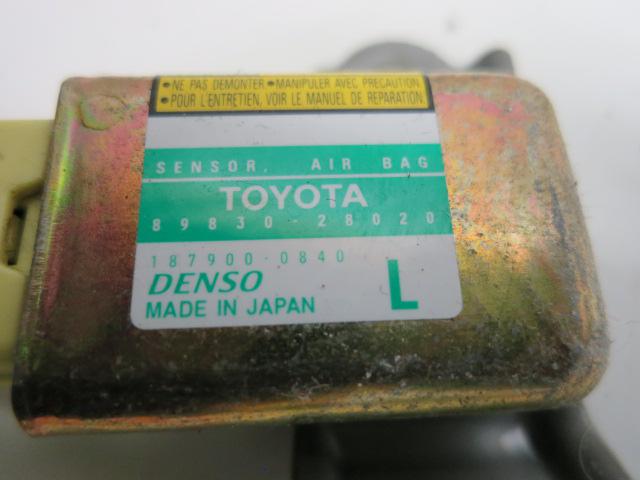 •NE PAS DEMONTER •MANIPULER AVEC PRECAUTION.
•POUR L'ENTRETIEN, VOIR LE MANUEL DE REPARATION.
SENSOR, AIR BAG
TOYOTA
89830-28020
187900-0840
DENSO
L
MADE IN JAPAN